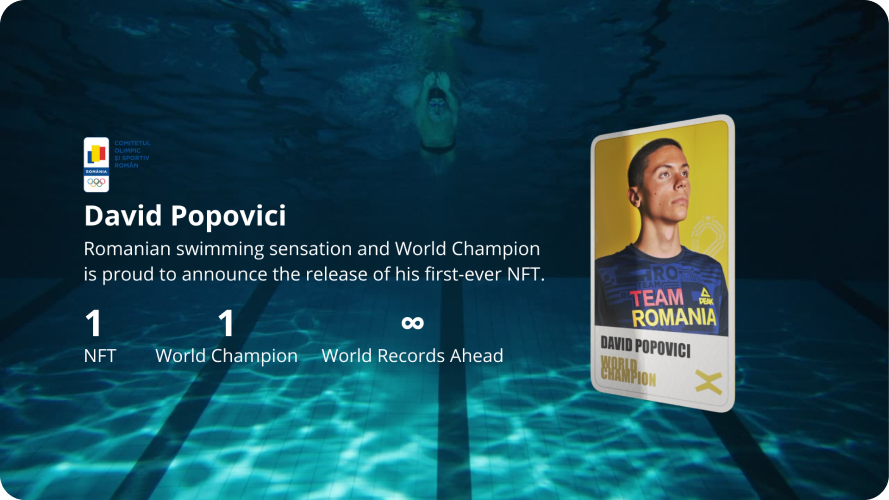 COMITETUL
OLIMPIC
ȘI SPORTIV
ROMÂN
ROMÂNIA
David Popovici
Romanian swimming sensation and World Champion
is proud to announce the release of his first-ever NFT.
1 1 ∞
NFT World Champion World Records Ahead
TEAM
PEAK
ROMANIA
DAVID POPOVICI
WORLD
CHAMPION